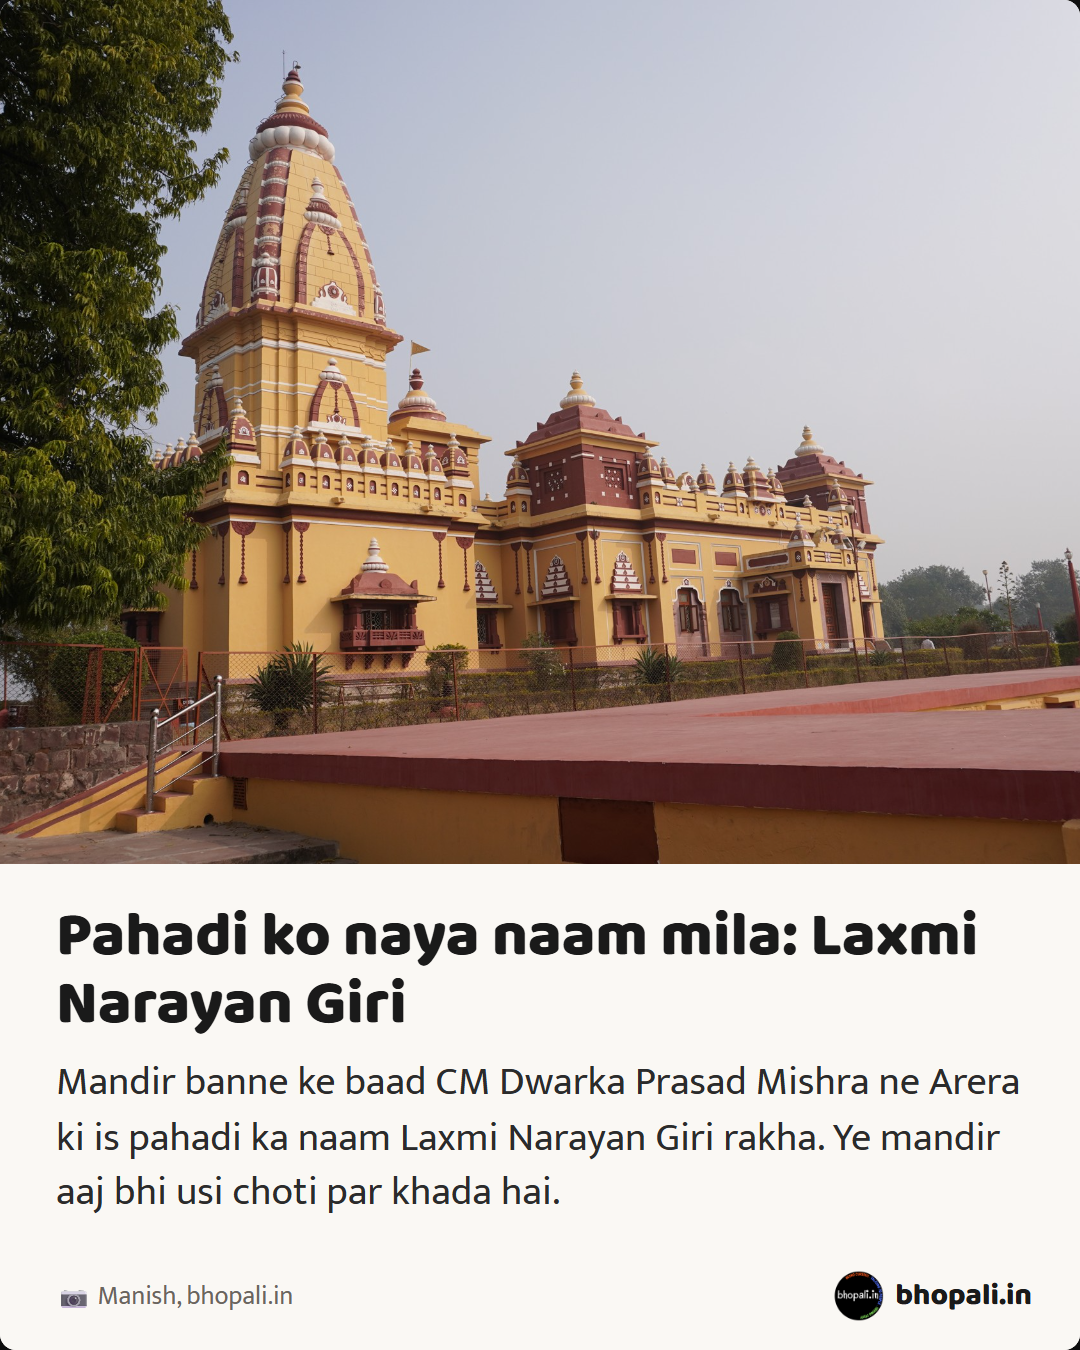 Pahadi ko naya naam mila: Laxmi
Narayan Giri
Mandir banne ke baad CM Dwarka Prasad Mishra ne Arera
ki is pahadi ka naam Laxmi Narayan Giri rakha. Ye mandir
aaj bhi usi choti par khada hai.
Manish, bhopali.in
bhopali.in
bhopali.in